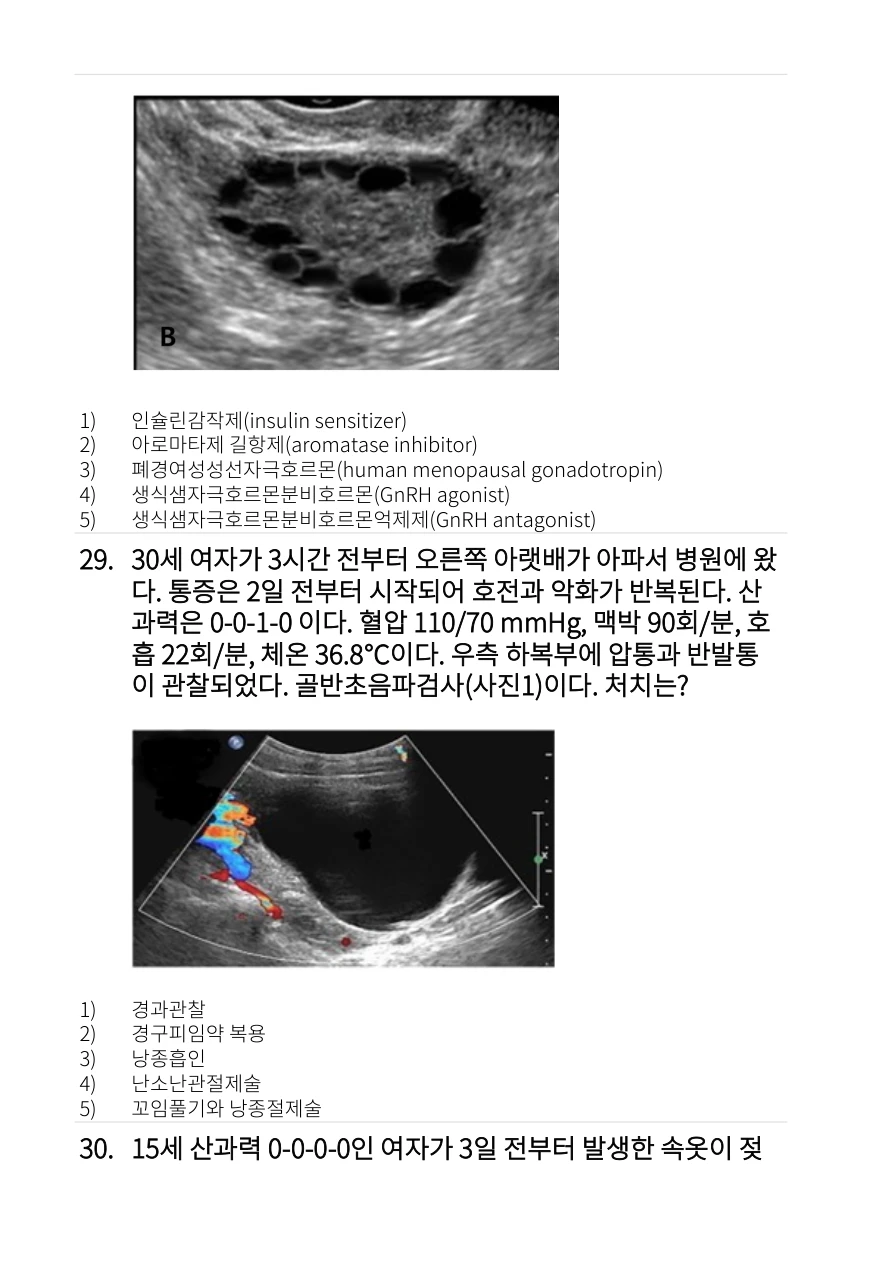 B
1) 인슐린감작제(insulin sensitizer)
2) 아로마타제 길항제(aromatase inhibitor)
3) 폐경여성성선자극호르몬(human menopausal gonadotropin)
4) 생식샘자극호르몬분비호르몬(GnRH agonist)
5) 생식샘자극호르몬분비호르몬억제제(GnRH antagonist)
29. 30세 여자가 3시간 전부터 오른쪽 아랫배가 아파서 병원에 왔
다. 통증은 2일 전부터 시작되어 호전과 악화가 반복된다. 산
과력은 0-0-1-0 이다. 혈압 110/70 mmHg, 맥박 90회/분, 호
흡 22회/분, 체온 36.8℃이다. 우측 하복부에 압통과 반발통
이 관찰되었다. 골반초음파검사(사진1)이다. 처치는?
1) 경과관찰
2) 경구피임약 복용
3) 낭종흡인
4) 난소난관절제술
5) 꼬임풀기와 낭종절제술
30. 15세 산과력 0-0-0-0인 여자가 3일 전부터 발생한 속옷이 젖